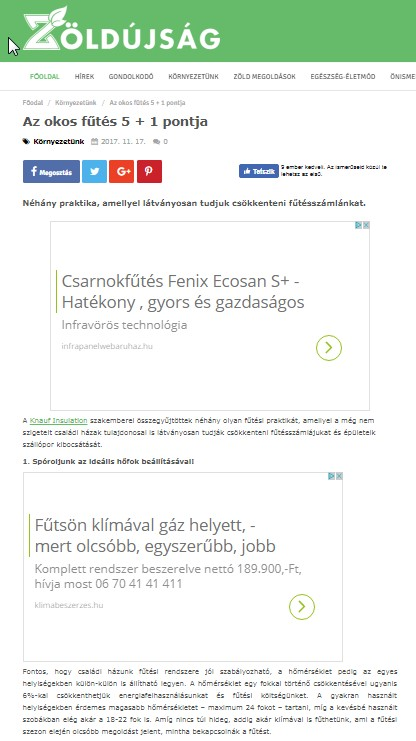 ZÖLDÚJSÁG
FŐOLDAL HÍREK GONDOLKODÓ KÖRNYEZETÜNK ZÖLD MEGOLDÁSOK EGÉSZSÉG-ÉLETMÓD ÖNISME
Főoldal / Környezetünk / Az okos fűtés 5 + 1 pontja
Az okos fűtés 5 + 1 pontja
Környezetünk 2017. 11. 17. 0
Megosztás G+ Tetszik 5 ember kedveli. Az ismerőseid közül te
lehetsz az első.
Néhány praktika, amellyel látványosan tudjuk csökkenteni fűtésszámlánkat.
Csarnokfűtés Fenix Ecosan S+ -
Hatékony , gyors és gazdaságos
Infravörös technológia
infrapanelwebaruhaz.hu
A Knauf Insulation szakemberei összegyűjtöttek néhány olyan fűtési praktikát, amellyel a még nem
szigetelt családi házak tulajdonosai is látványosan tudják csökkenteni fűtésszámlájukat és épületeik
szállópor kibocsátását.
1. Spóroljunk az ideális hőfok beállításával!
Fűtsön klímával gáz helyett, -
mert olcsóbb, egyszerűbb, jobb
Komplett rendszer beszerelve nettó 189.900,-Ft,
hívja most 06 70 41 41 411
klimabeszerzes.hu
Fontos, hogy családi házunk fűtési rendszere jól szabályozható, a hőmérséklet pedig az egyes
helyiségekben külön-külön is állítható legyen. A hőmérséklet egy fokkal történő csökkentésével ugyanis
6%-kal csökkenthetjük energiafelhasználásunkat és fűtési költségünket. A gyakran használt
helyiségekben érdemes magasabb hőmérsékletet – maximum 24 fokot – tartani, míg a kevésbé használt
szobákban elég akár a 18-22 fok is. Amíg nincs túl hideg, addig akár klímával is fűthetünk, ami a fűtési
szezon elején olcsóbb megoldást jelent, mintha bekapcsolnánk a fűtést.